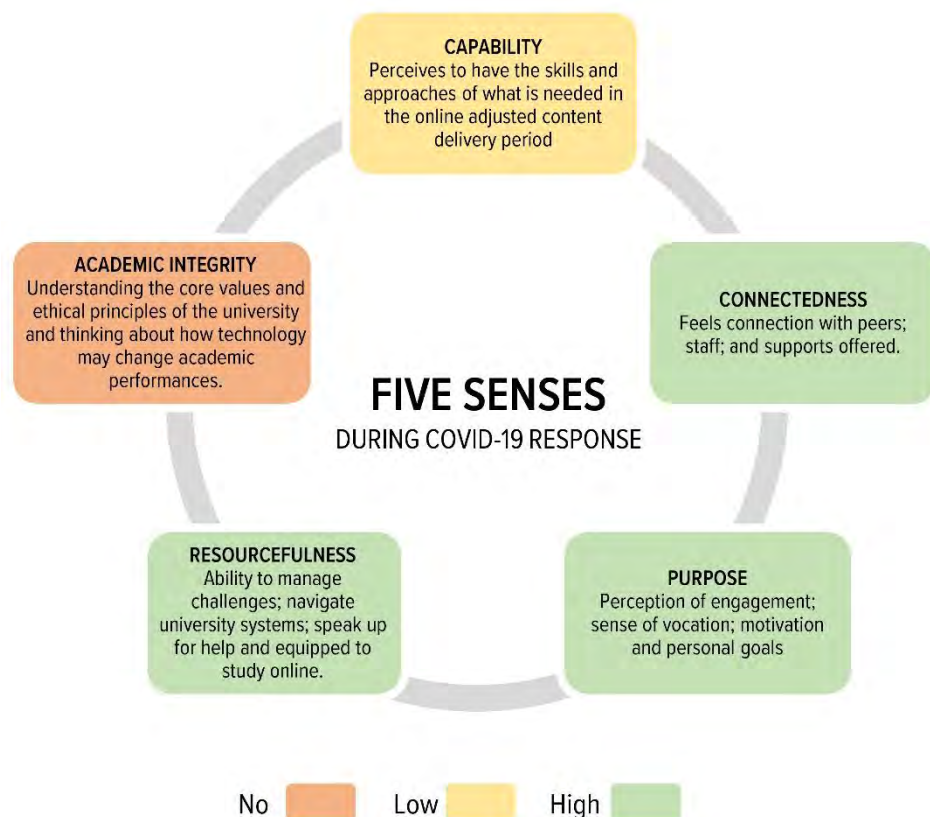 CAPABILITY
Perceives to have the skills and
approaches of what is needed in
the online adjusted content
delivery period
ACADEMIC INTEGRITY
Understanding the core values and
ethical principles of the university
and thinking about how technology
may change academic
performances.
CONNECTEDNESS
Feels connection with peers;
staff; and supports offered.
FIVE SENSES
DURING COVID-19 RESPONSE
RESOURCEFULNESS
Ability to manage
challenges; navigate
university systems; speak up
for help and equipped to
study online.
PURPOSE
Perception of engagement;
sense of vocation; motivation
and personal goals
No Low High